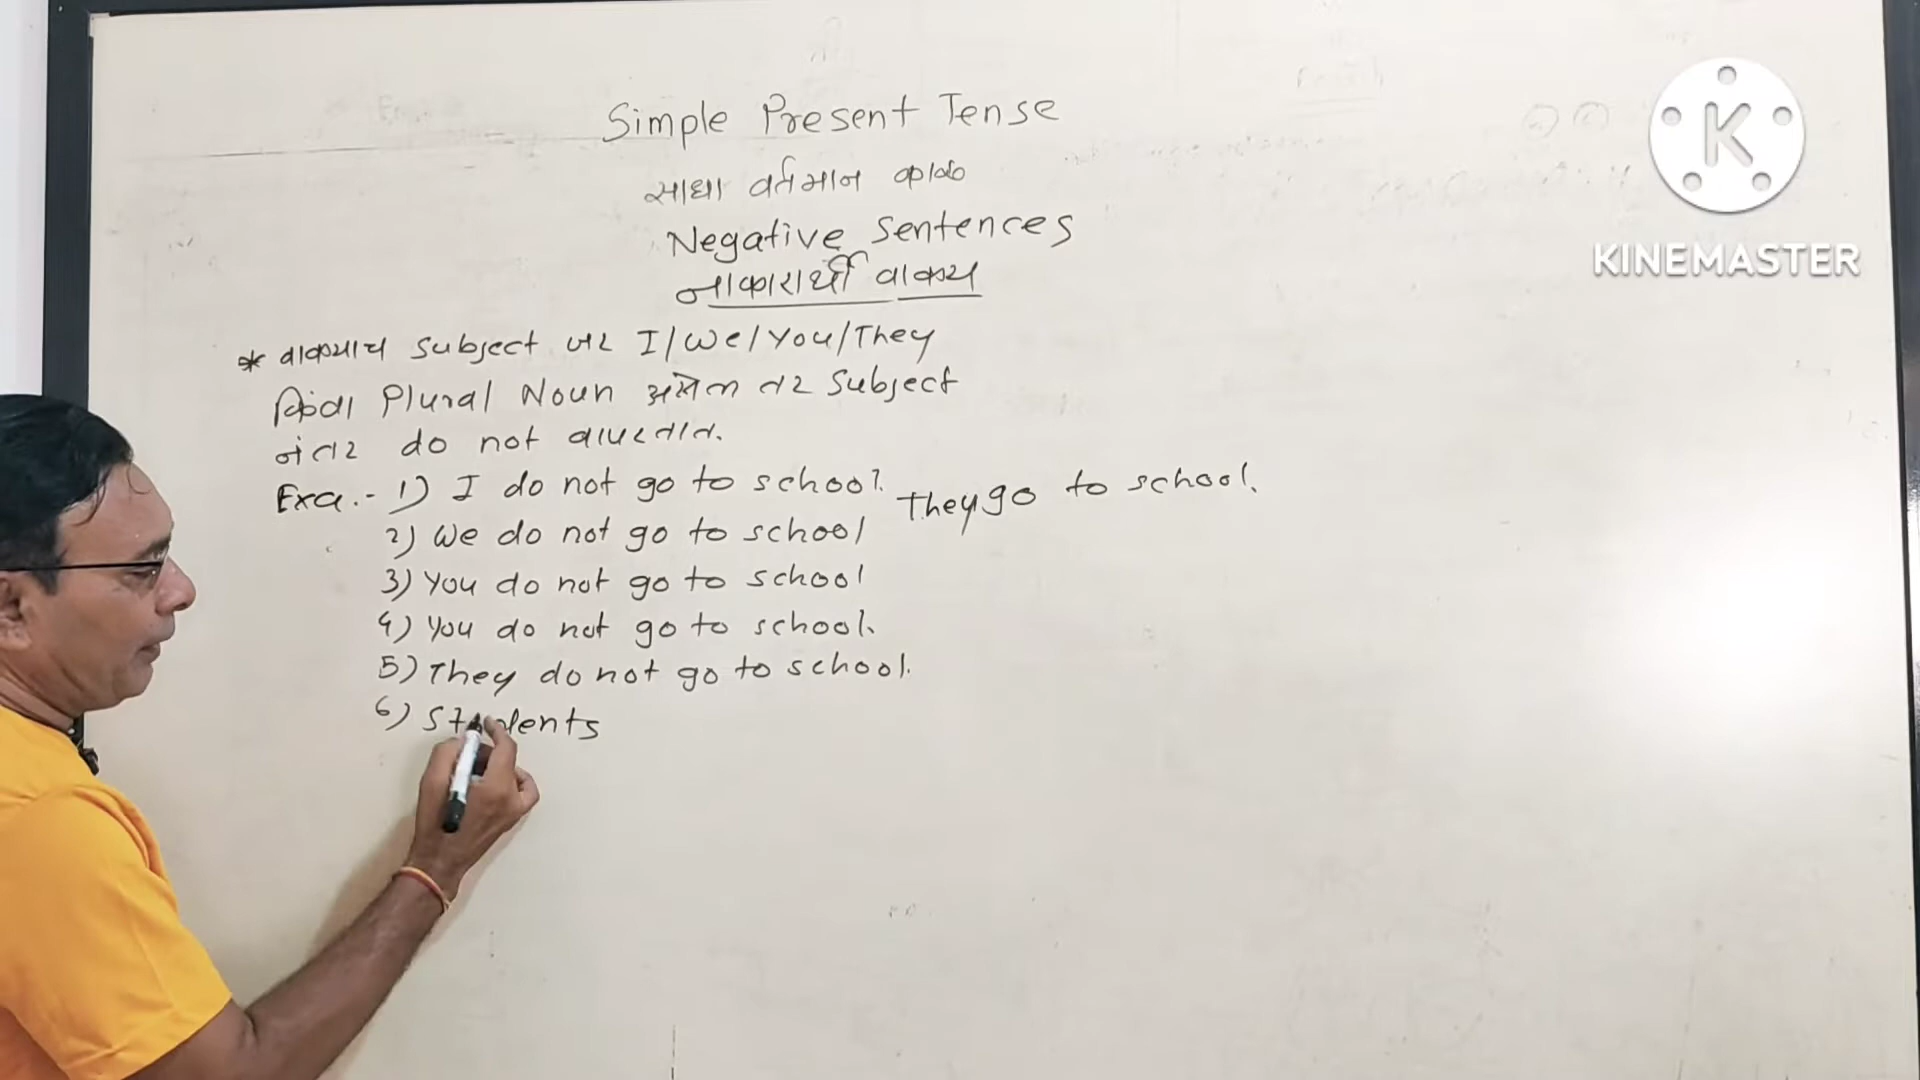 Simple Present Tense
साधा वर्तमान काळ
Negative Sentences
नाकारार्थी वाक्य
* वाक्याचा Subject जर I/We/You/They
किंवा Plural Noun असेल तर Subject
नंतर do not वापरतात.
Exa.- 1) I do not go to school. They go to school.
2) We do not go to school
3) You do not go to school
4) You do not go to school.
5) They do not go to school.
6) Students
K
KINEMASTER